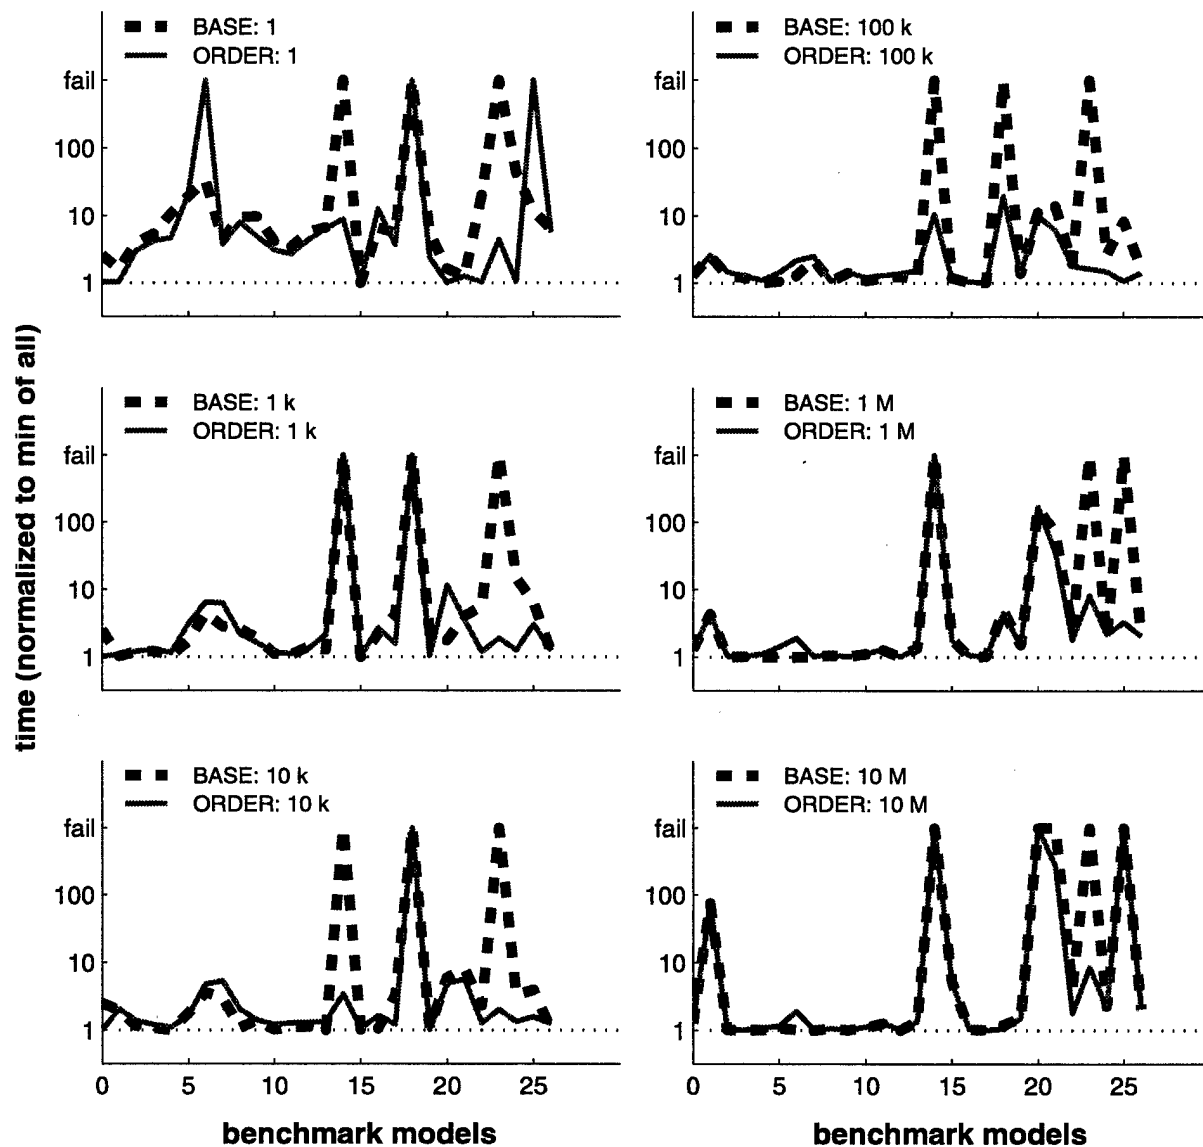 BASE: 1
ORDER: 1
fail
100
10
1
BASE: 100 k
ORDER: 100 k
fail
100
10
1
time (normalized to min of all)
BASE: 1 k
ORDER: 1 k
fail
100
10
1
BASE: 1 M
ORDER: 1 M
fail
100
10
1
BASE: 10 k
ORDER: 10 k
fail
100
10
1
0 5 10 15 20 25
benchmark models
BASE: 10 M
ORDER: 10 M
fail
100
10
1
0 5 10 15 20 25
benchmark models